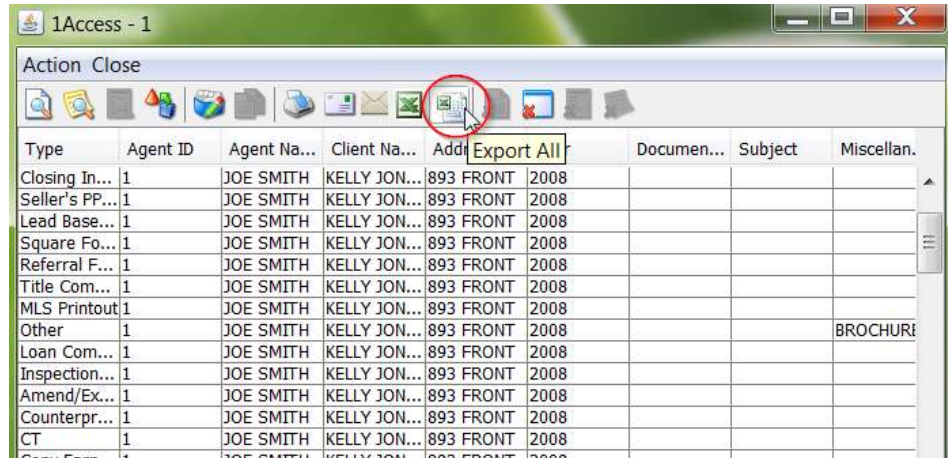 1Access - 1
Action Close
Export All
Type Agent ID Agent Na... Client Na... Documen... Subject Miscellan.
Closing In... 1 JOE SMITH KELLY JON... 893 FRONT 2008
Seller's PP... 1 JOE SMITH KELLY JON... 893 FRONT 2008
Lead Base... 1 JOE SMITH KELLY JON... 893 FRONT 2008
Square Fo... 1 JOE SMITH KELLY JON... 893 FRONT 2008
Referral F... 1 JOE SMITH KELLY JON... 893 FRONT 2008
Title Com... 1 JOE SMITH KELLY JON... 893 FRONT 2008
MLS Printout 1 JOE SMITH KELLY JON... 893 FRONT 2008
Other 1 JOE SMITH KELLY JON... 893 FRONT 2008 BROCHURE
Loan Com... 1 JOE SMITH KELLY JON... 893 FRONT 2008
Inspection... 1 JOE SMITH KELLY JON... 893 FRONT 2008
Amend/Ex... 1 JOE SMITH KELLY JON... 893 FRONT 2008
Counterpr... 1 JOE SMITH KELLY JON... 893 FRONT 2008
CT 1 JOE SMITH KELLY JON... 893 FRONT 2008